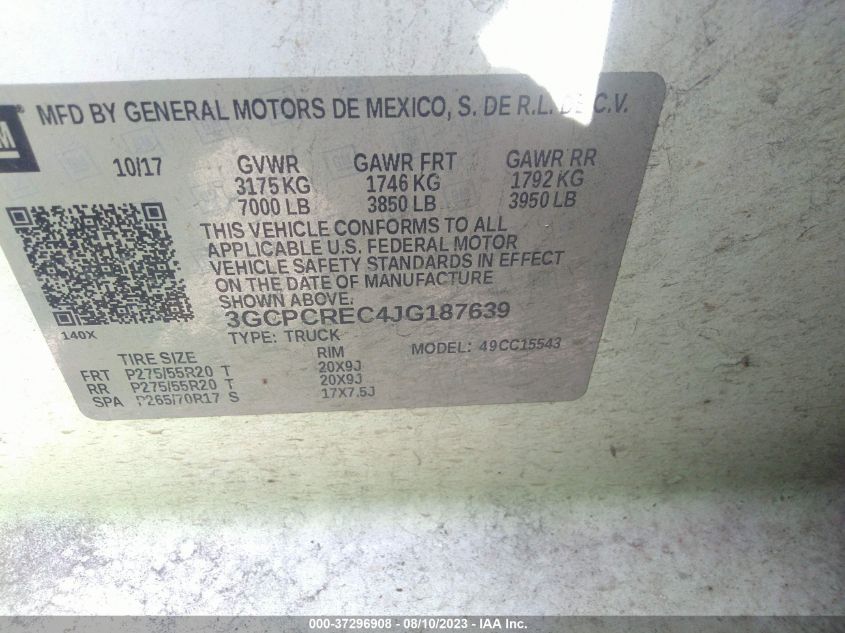 MFD BY GENERAL MOTORS DE MEXICO, S. DE R.L. DE C.V.
10/17 GVWR GAWR FRT GAWR RR
3175 KG 1746 KG 1792 KG
7000 LB 3850 LB 3950 LB
THIS VEHICLE CONFORMS TO ALL
APPLICABLE U.S. FEDERAL MOTOR
VEHICLE SAFETY STANDARDS IN EFFECT
ON THE DATE OF MANUFACTURE
SHOWN ABOVE.
3GCPCREC4JG187639
140X TYPE: TRUCK MODEL: 49CC15543
TIRE SIZE RIM
FRT P275/55R20 T 20X9J
RR P275/55R20 T 20X9J
SPA P265/70R17 S 17X7.5J
000-37296908 - 08/10/2023 - IAA Inc.